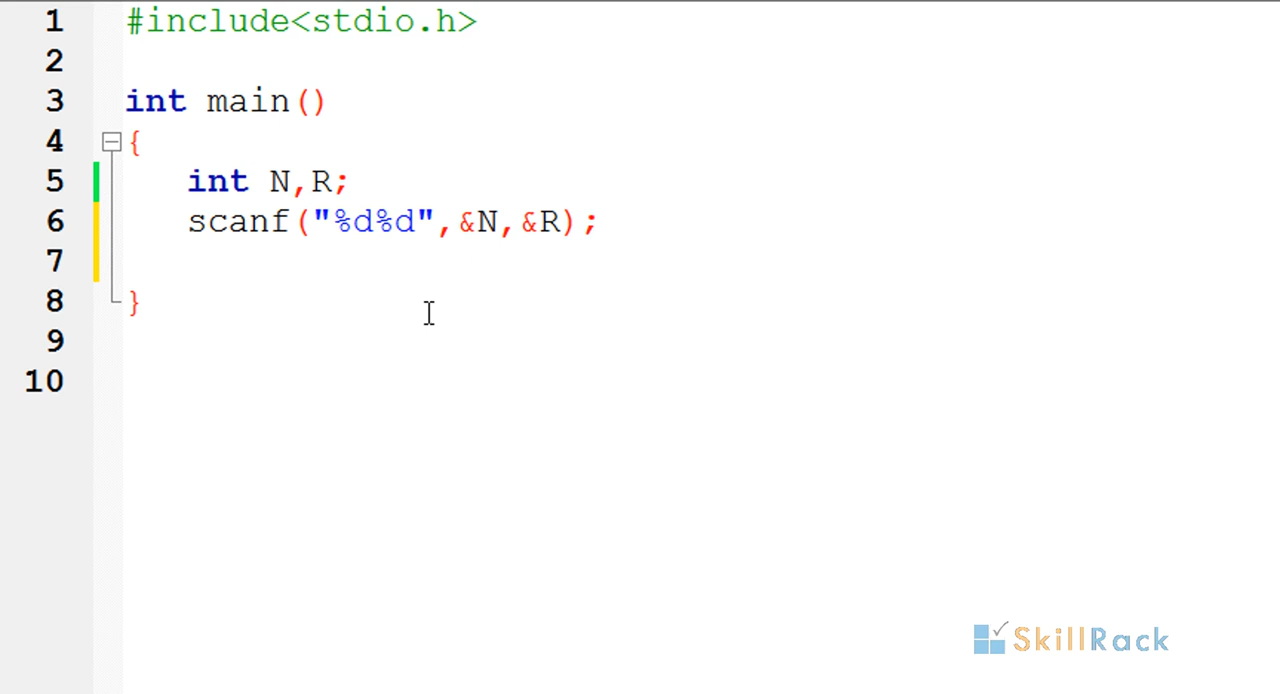 1 #include<stdio.h>
2
3 int main()
4 {
5 int N,R;
6 scanf("%d%d",&N,&R);
7
8 }
9
10
SkillRack